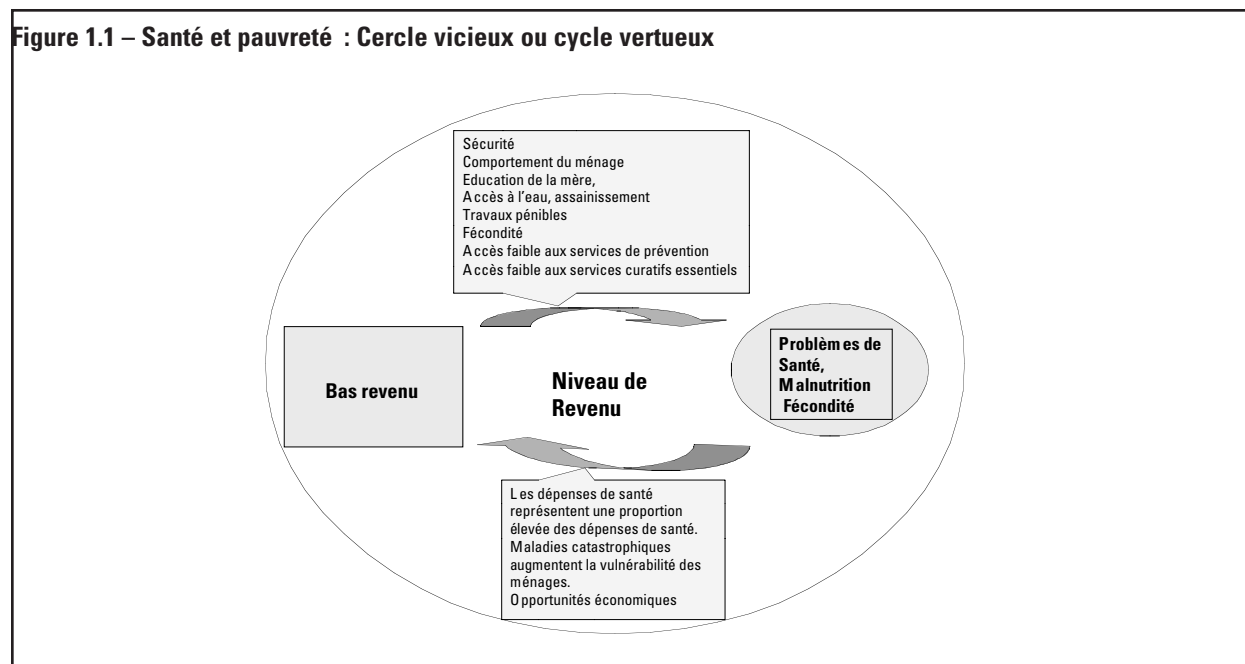 Figure 1.1 – Santé et pauvreté : Cercle vicieux ou cycle vertueux
Sécurité
Comportement du ménage
Education de la mère,
Accès à l'eau, assainissement
Travaux pénibles
Fécondité
Accès faible aux services de prévention
Accès faible aux services curatifs essentiels
Bas revenu
Niveau de
Revenu
Problèmes de
Santé,
Malnutrition
Fécondité
Les dépenses de santé
représentent une proportion
élevée des dépenses de santé.
Maladies catastrophiques
augmentent la vulnérabilité des
ménages.
Opportunités économiques